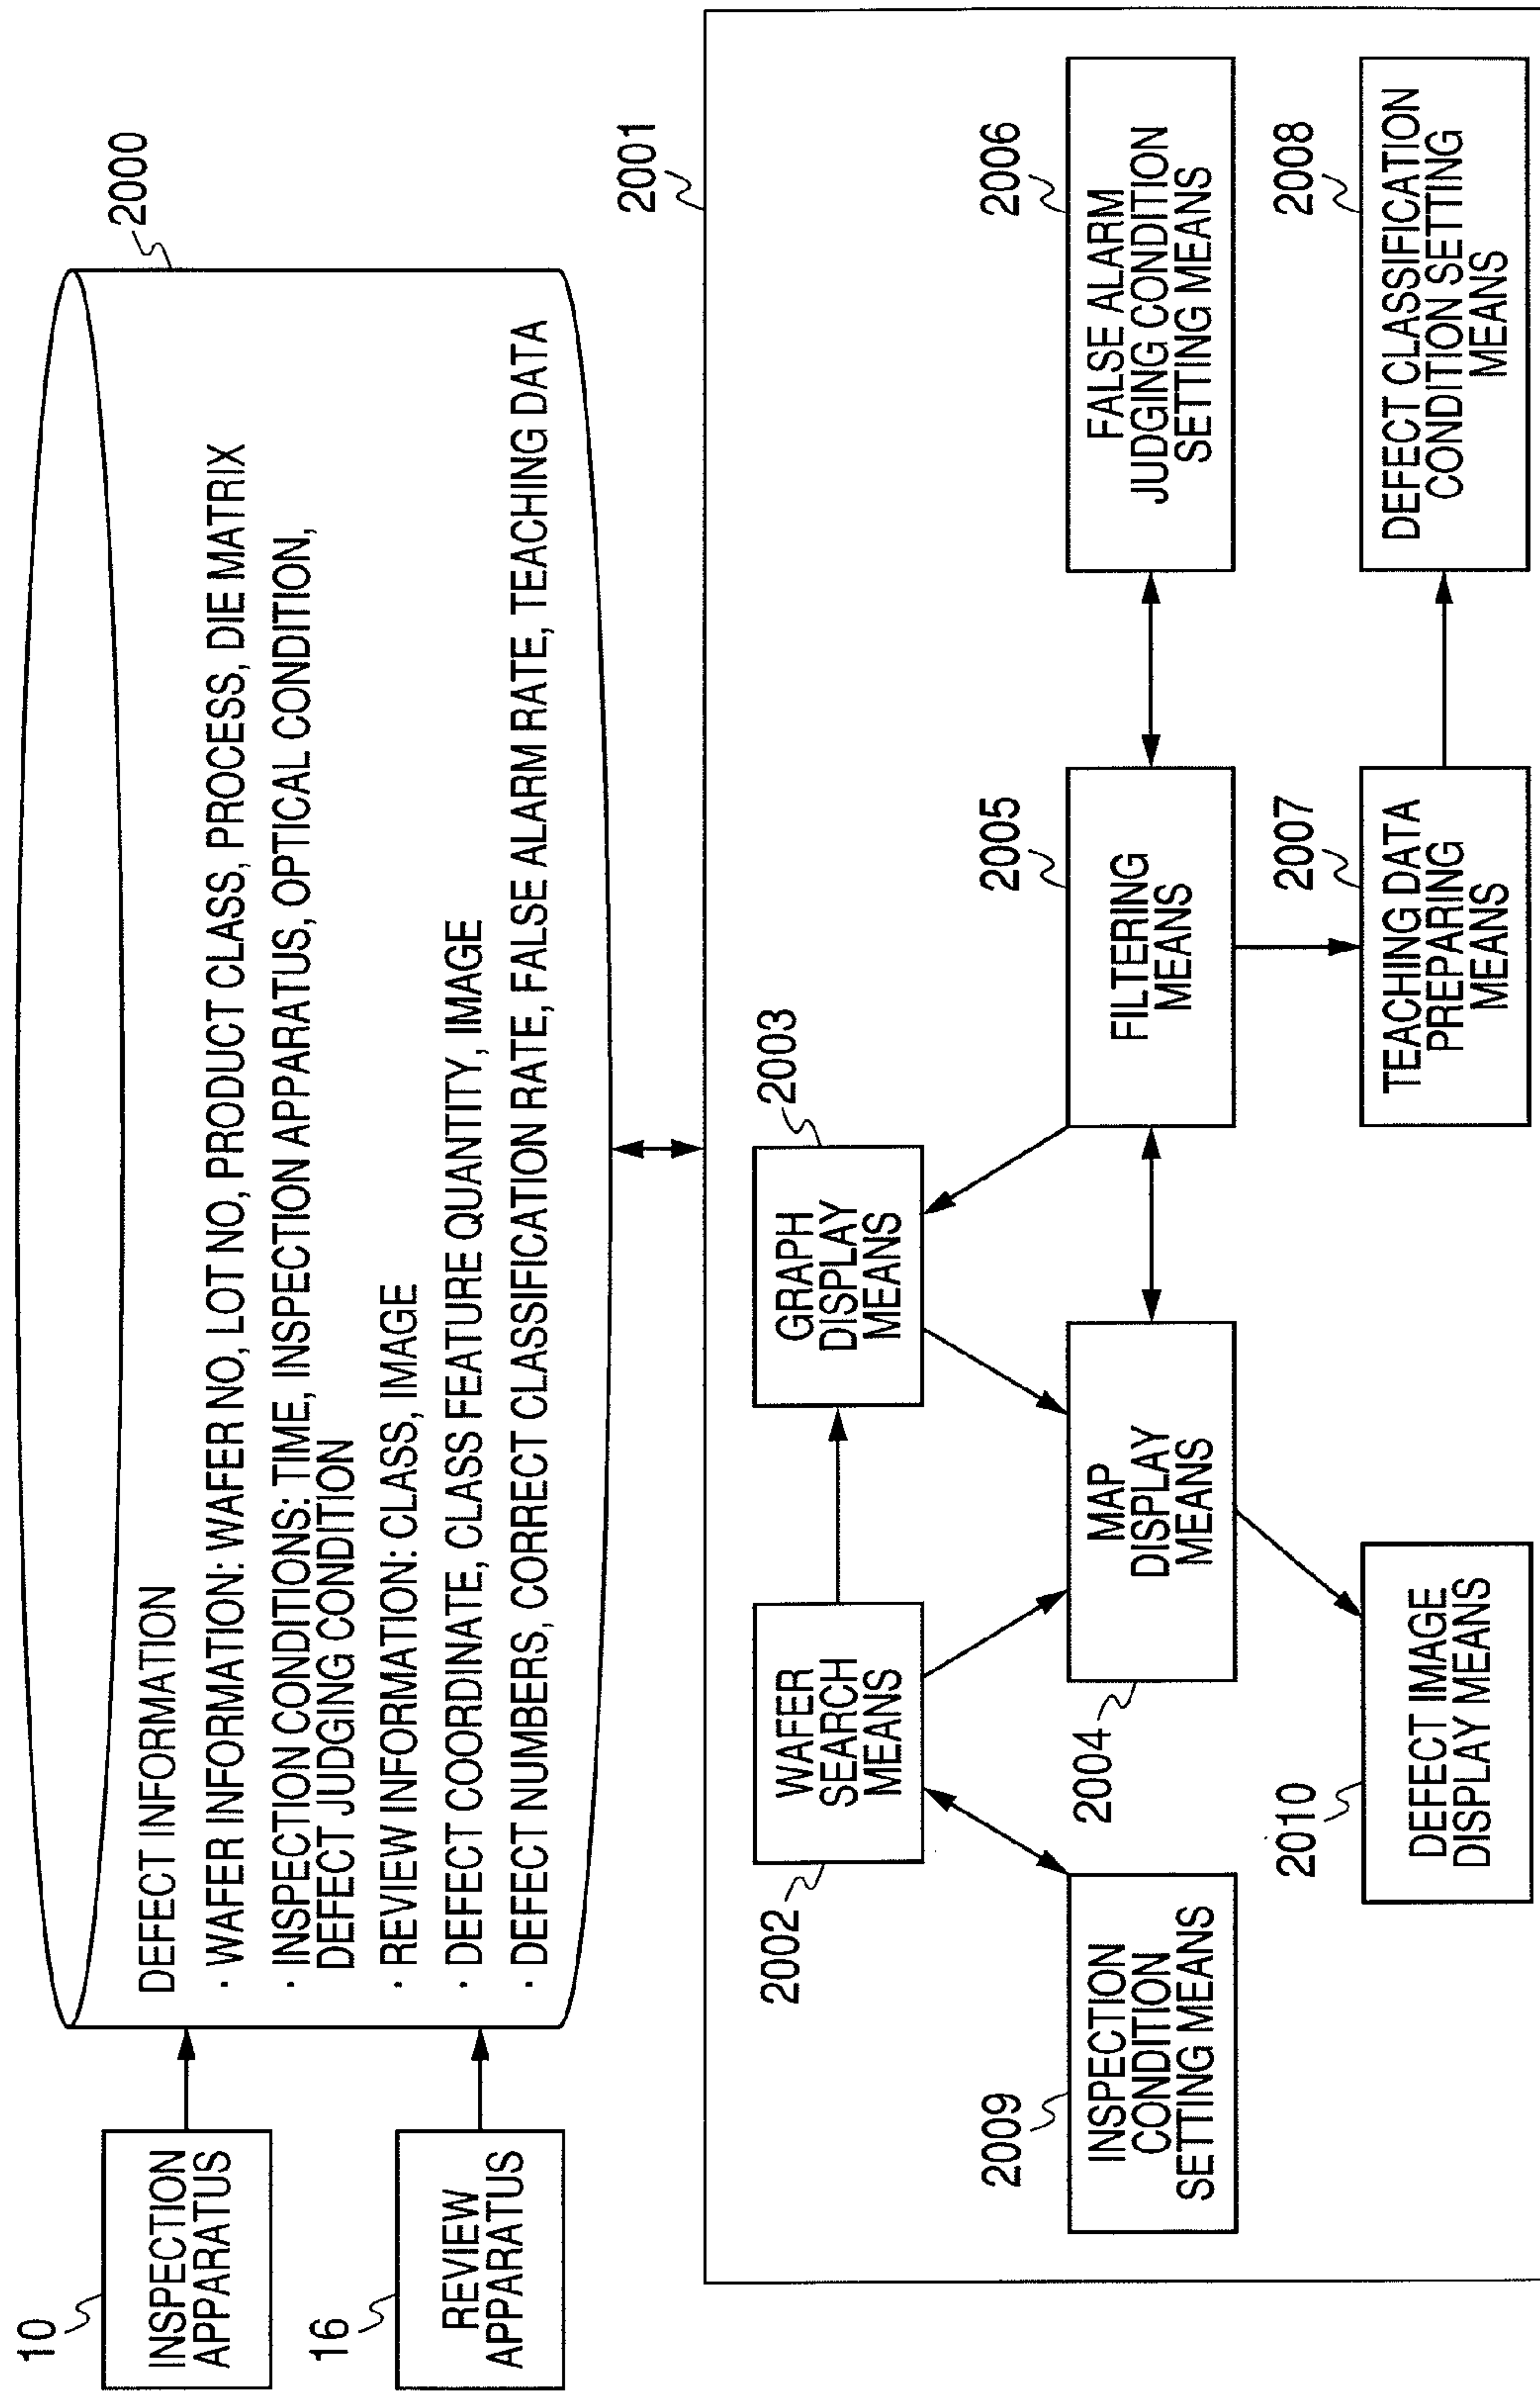 10
INSPECTION
APPARATUS
16
REVIEW
APPARATUS
2000
DEFECT INFORMATION
· WAFER INFORMATION: WAFER NO, LOT NO, PRODUCT CLASS, PROCESS, DIE MATRIX
· INSPECTION CONDITIONS: TIME, INSPECTION APPARATUS, OPTICAL CONDITION,
DEFECT JUDGING CONDITION
· REVIEW INFORMATION: CLASS, IMAGE
· DEFECT COORDINATE, CLASS FEATURE QUANTITY, IMAGE
· DEFECT NUMBERS, CORRECT CLASSIFICATION RATE, FALSE ALARM RATE, TEACHING DATA
2001
2002
WAFER
SEARCH
MEANS
2003
GRAPH
DISPLAY
MEANS
2009
INSPECTION
CONDITION
SETTING MEANS
2004
MAP
DISPLAY
MEANS
2005
FILTERING
MEANS
2006
FALSE ALARM
JUDGING CONDITION
SETTING MEANS
2010
DEFECT IMAGE
DISPLAY MEANS
2007
TEACHING DATA
PREPARING
MEANS
2008
DEFECT CLASSIFICATION
CONDITION SETTING
MEANS